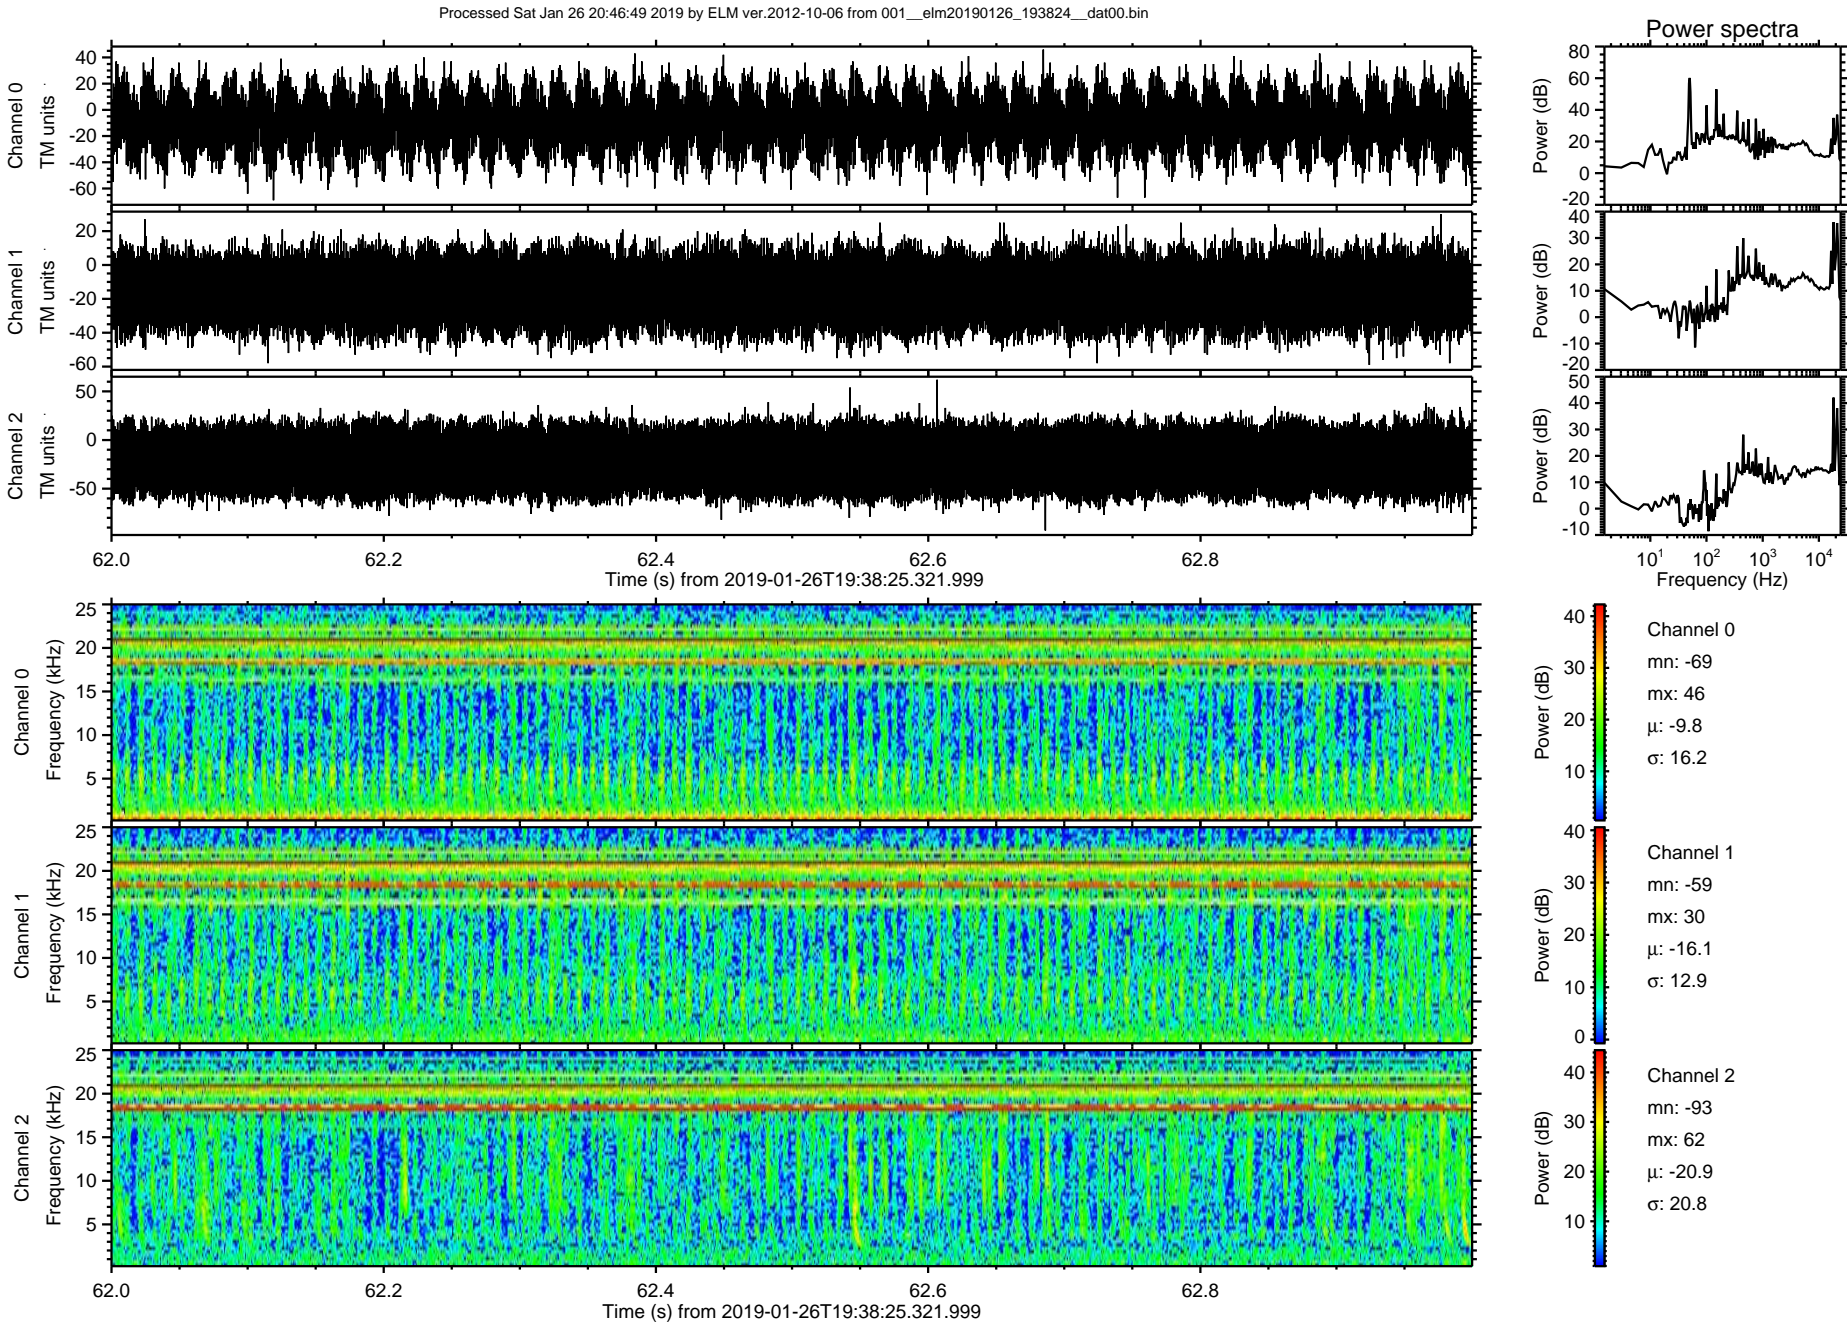 Processed Sat Jan 26 20:46:49 2019 by ELM ver.2012-10-06 from 001__elm20190126_193824__dat00.bin
Power spectra
Channel 0
TM units
40
20
0
-20
-40
-60
Power (dB)
80
60
40
20
0
-20
Channel 1
TM units
20
0
-20
-40
-60
Power (dB)
40
30
20
10
0
-10
-20
Channel 2
TM units
50
0
-50
Power (dB)
50
40
30
20
10
0
-10
62.0 62.2 62.4 62.6 62.8
Time (s) from 2019-01-26T19:38:25.321.999
10¹ 10² 10³ 10⁴
Frequency (Hz)
Channel 0
Frequency (kHz)
25
20
15
10
5
Power (dB)
40
30
20
10
Channel 0
mn: -69
mx: 46
µ: -9.8
σ: 16.2
Channel 1
Frequency (kHz)
25
20
15
10
5
Power (dB)
40
30
20
10
0
Channel 1
mn: -59
mx: 30
µ: -16.1
σ: 12.9
Channel 2
Frequency (kHz)
25
20
15
10
5
Power (dB)
40
30
20
10
Channel 2
mn: -93
mx: 62
µ: -20.9
σ: 20.8
62.0 62.2 62.4 62.6 62.8
Time (s) from 2019-01-26T19:38:25.321.999